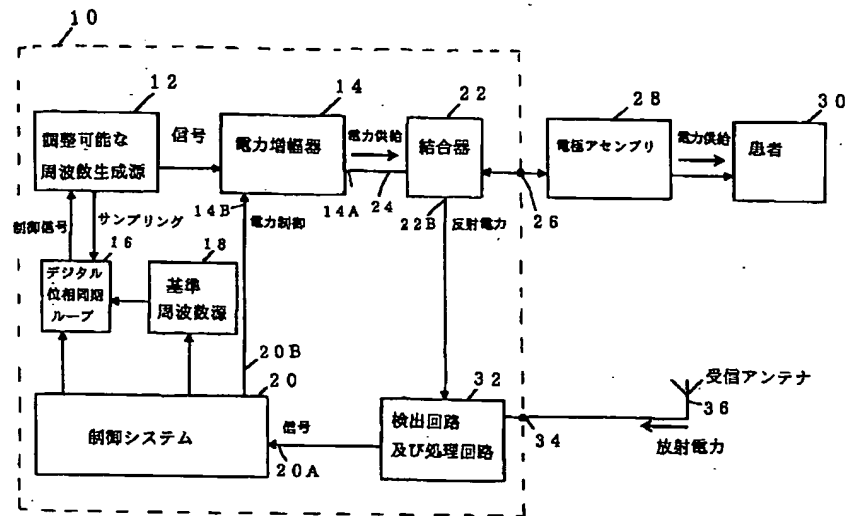 10
12
調整可能な
周波数生成源
信号
14
電力増幅器
電力供給
22
結合器
28
電極アセンブリ
電力供給
30
患者
14A
24
26
14B
電力制御
22B
反射電力
制御信号
サンプリング
16
デジタル
位相同期
ループ
18
基準
周波数源
20B
20
制御システム
信号
20A
32
検出回路
及び処理回路
34
受信アンテナ
36
放射電力